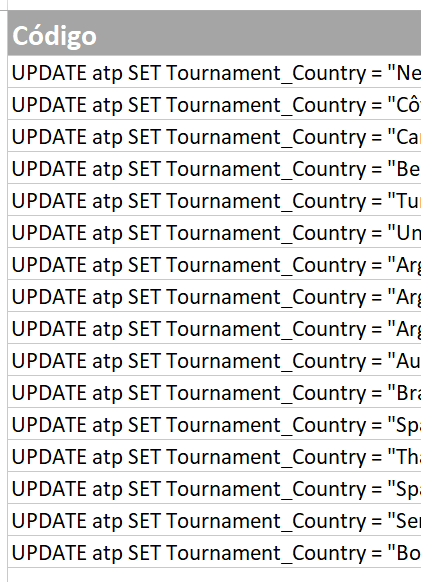 Código
UPDATE atp SET Tournament_Country = "Ne
UPDATE atp SET Tournament_Country = "Cô
UPDATE atp SET Tournament_Country = "Ca
UPDATE atp SET Tournament_Country = "Be
UPDATE atp SET Tournament_Country = "Tu
UPDATE atp SET Tournament_Country = "Un
UPDATE atp SET Tournament_Country = "Arg
UPDATE atp SET Tournament_Country = "Arg
UPDATE atp SET Tournament_Country = "Arg
UPDATE atp SET Tournament_Country = "Au
UPDATE atp SET Tournament_Country = "Bra
UPDATE atp SET Tournament_Country = "Spa
UPDATE atp SET Tournament_Country = "Tha
UPDATE atp SET Tournament_Country = "Spa
UPDATE atp SET Tournament_Country = "Ser
UPDATE atp SET Tournament_Country = "Bo